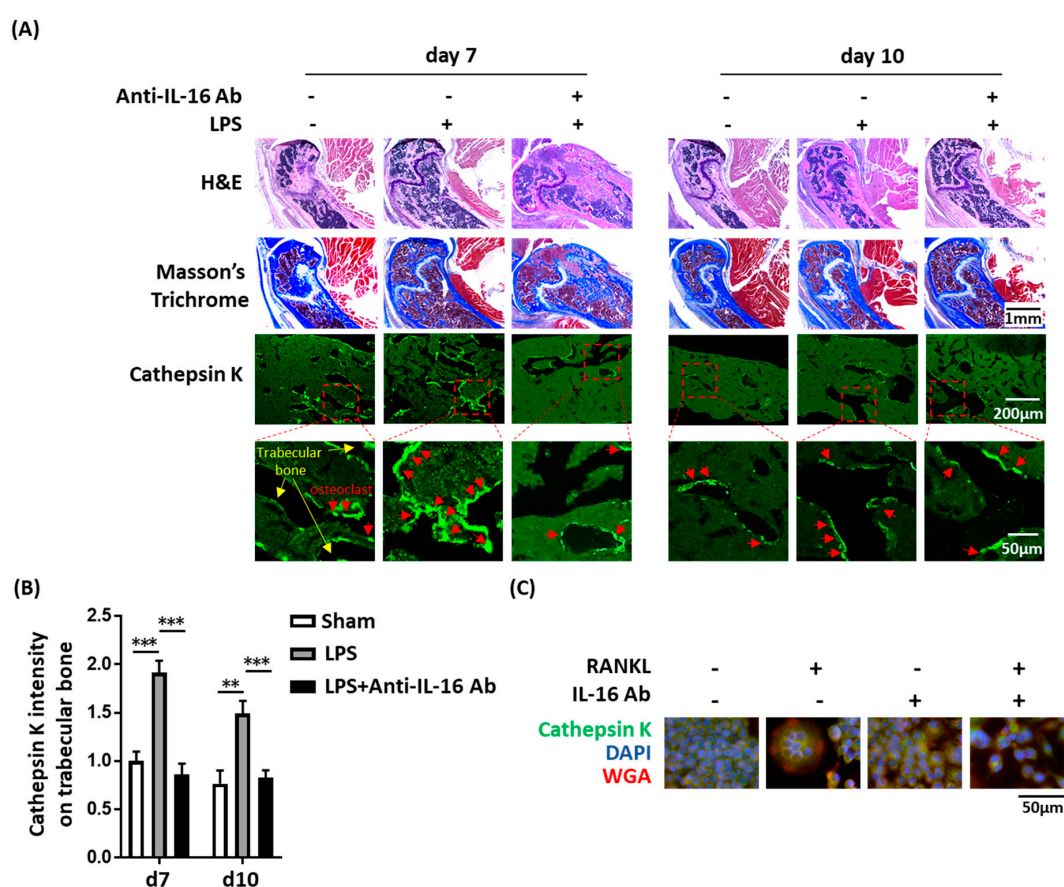 (A)
day 7 day 10
Anti-IL-16 Ab - - + - - +
LPS - + + - + +
H&E
Masson's
Trichrome
1mm
Cathepsin K
200µm
Trabecular
bone
osteoclast
50µm
(B)
Cathepsin K intensity
on trabecular bone
2.5
2.0
1.5
1.0
0.5
0.0
*** ***
** ***
d7 d10
Sham
LPS
LPS+Anti-IL-16 Ab
(C)
RANKL - + - +
IL-16 Ab - - + +
Cathepsin K
DAPI
WGA
50µm